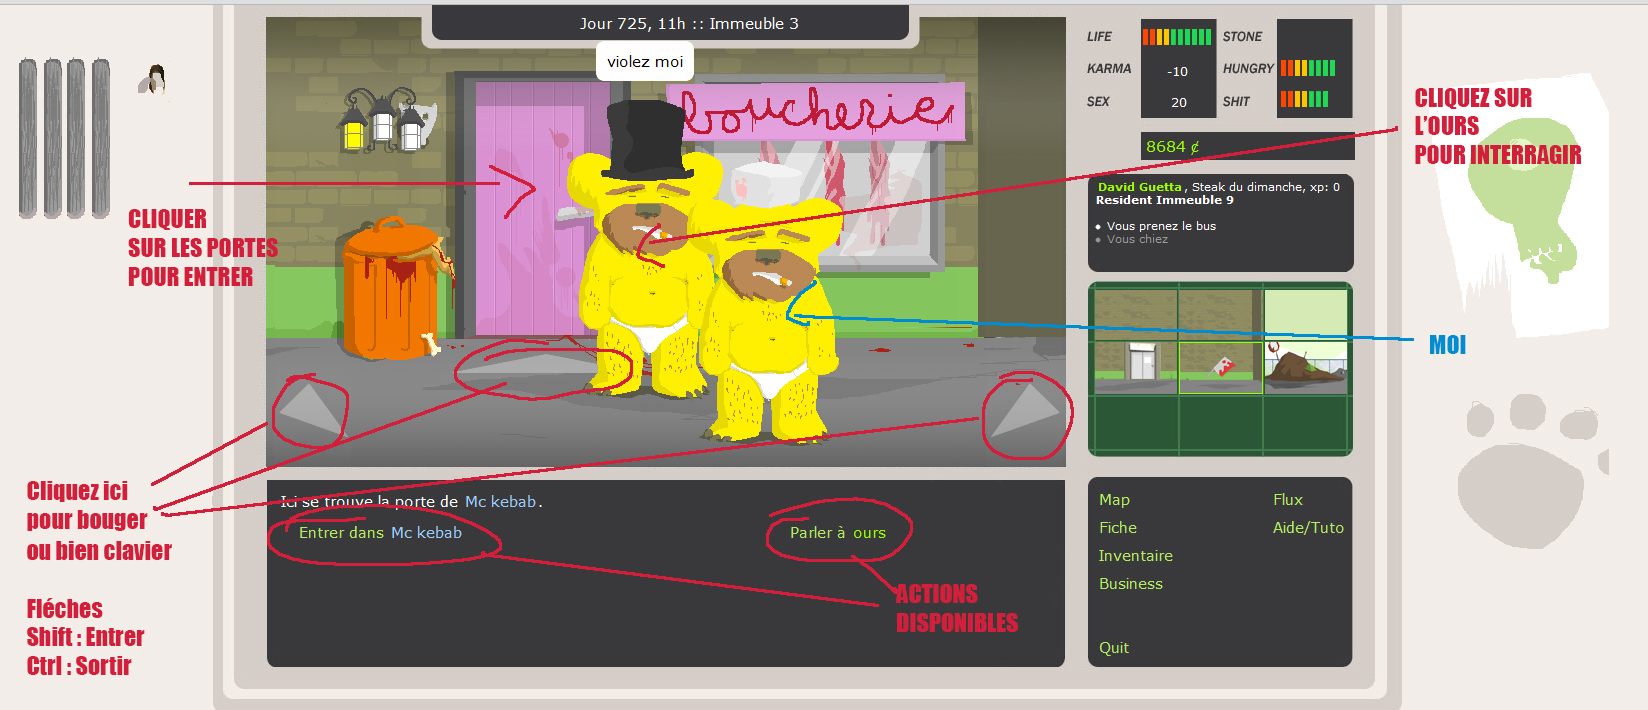 Jour 725, 11h :: Immeuble 3
violez moi
boucherie
LIFE
STONE
KARMA
-10
HUNGRY
SEX
20
SHIT
8684 ¢
David Guetta , Steak du dimanche, xp: 0
Resident Immeuble 9
• Vous prenez le bus
• Vous chiez
CLIQUEZ SUR
L'OURS
POUR INTERRAGIR
CLIQUER
SUR LES PORTES
POUR ENTRER
MOI
Cliquez ici
pour bouger
ou bien clavier
Fléches
Shift : Entrer
Ctrl : Sortir
Ici se trouve la porte de Mc kebab.
Entrer dans Mc kebab
Parler à ours
ACTIONS
DISPONIBLES
Map
Flux
Fiche
Aide/Tuto
Inventaire
Business
Quit